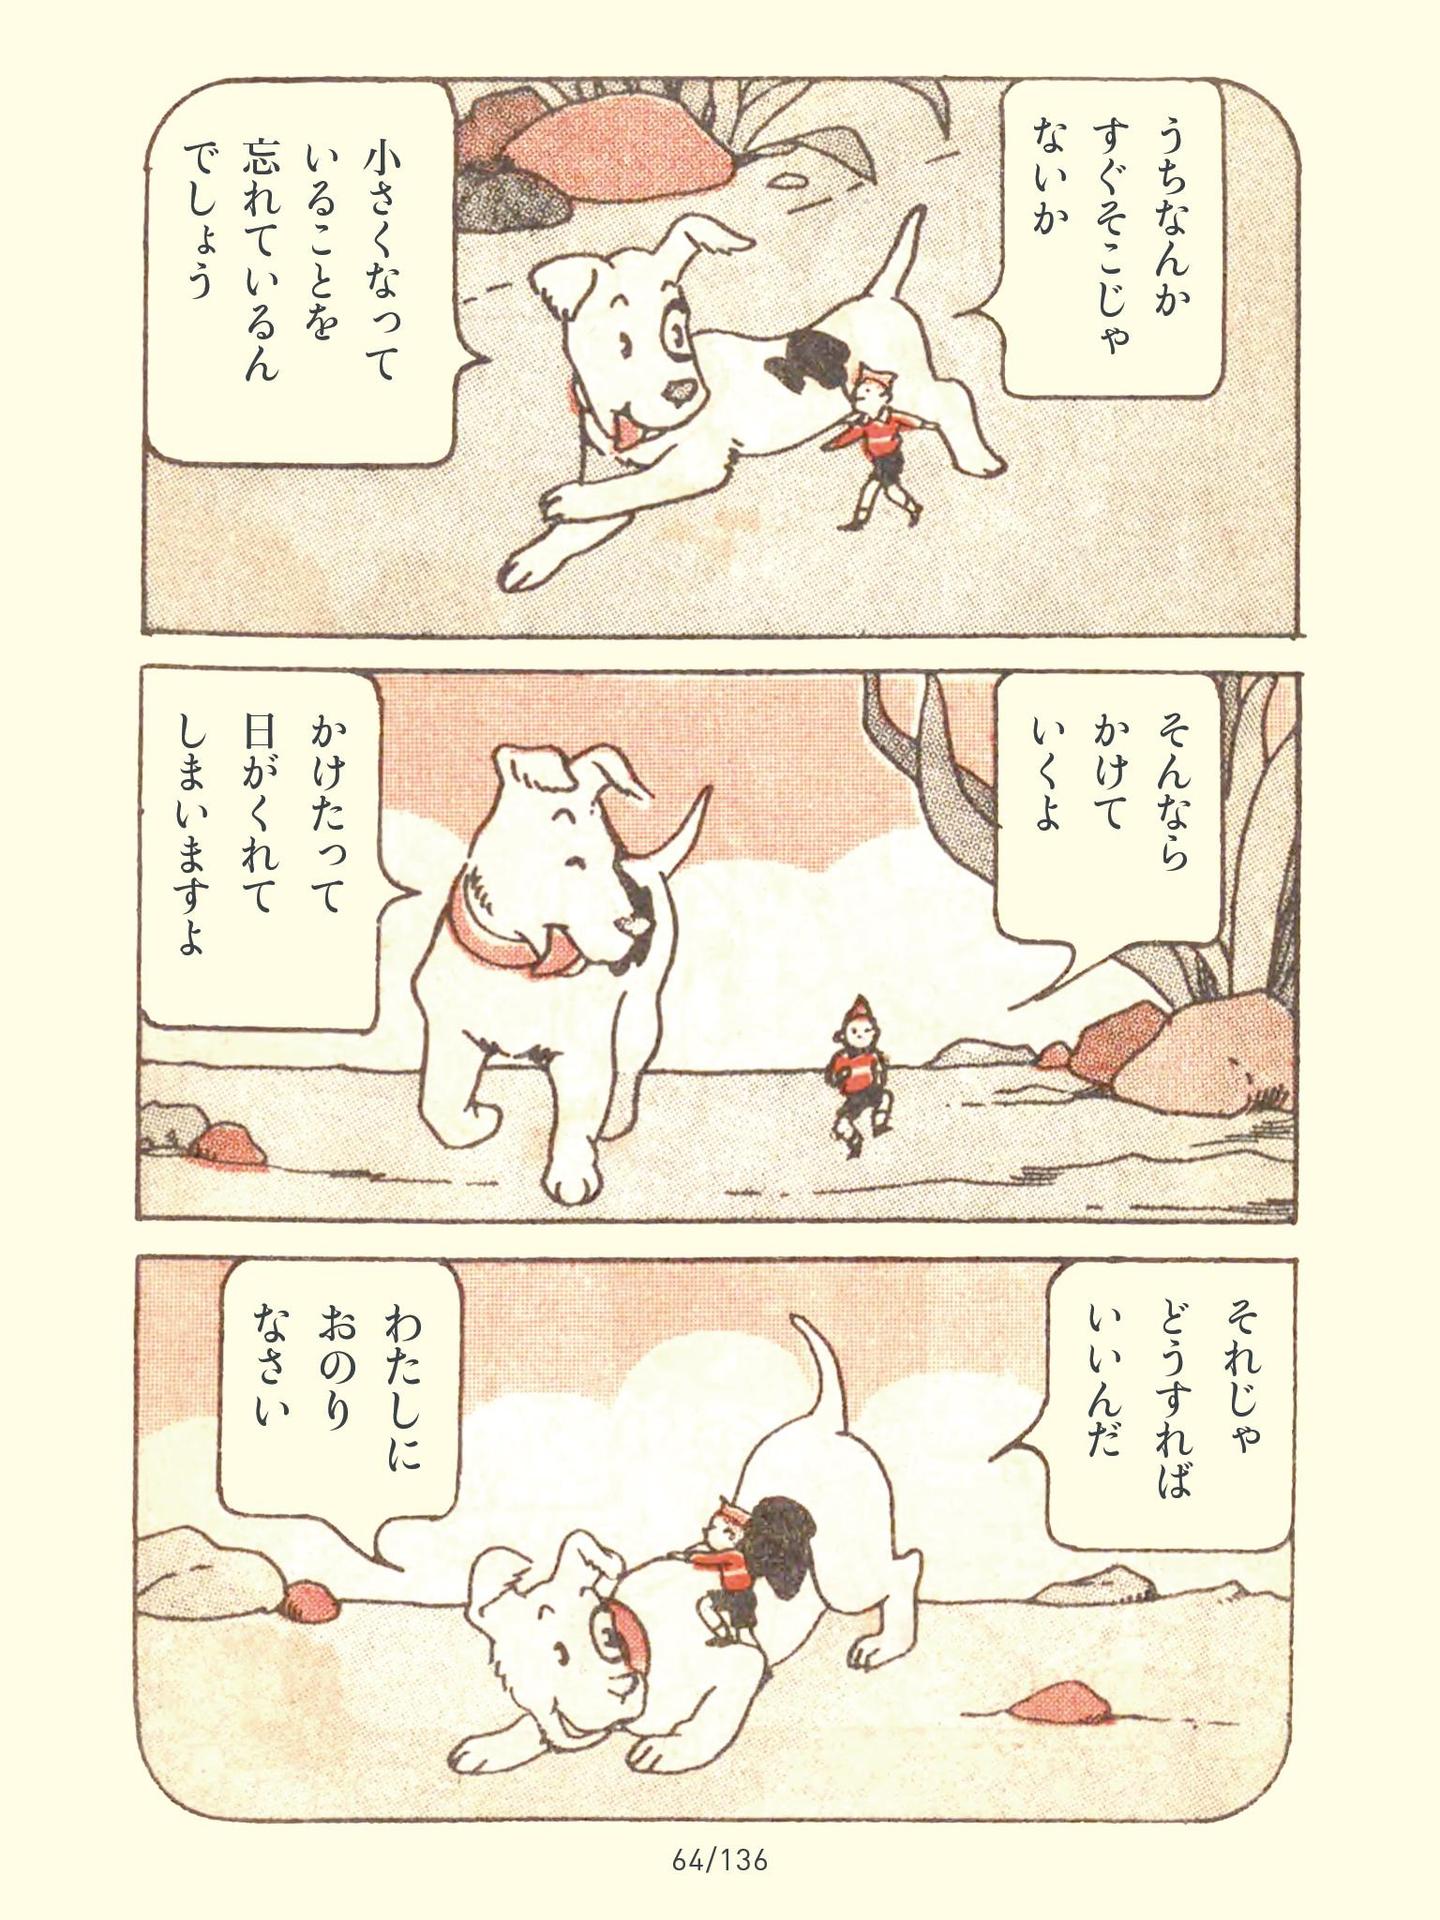 うちなんか
すぐそこじゃ
ないか
小さくなって
いることを
忘れているん
でしょう
そんなら
かけて
いくよ
かけたって
日がくれて
しまいますよ
それじゃ
どうすれば
いいんだ
わたしに
おのり
なさい
64/136